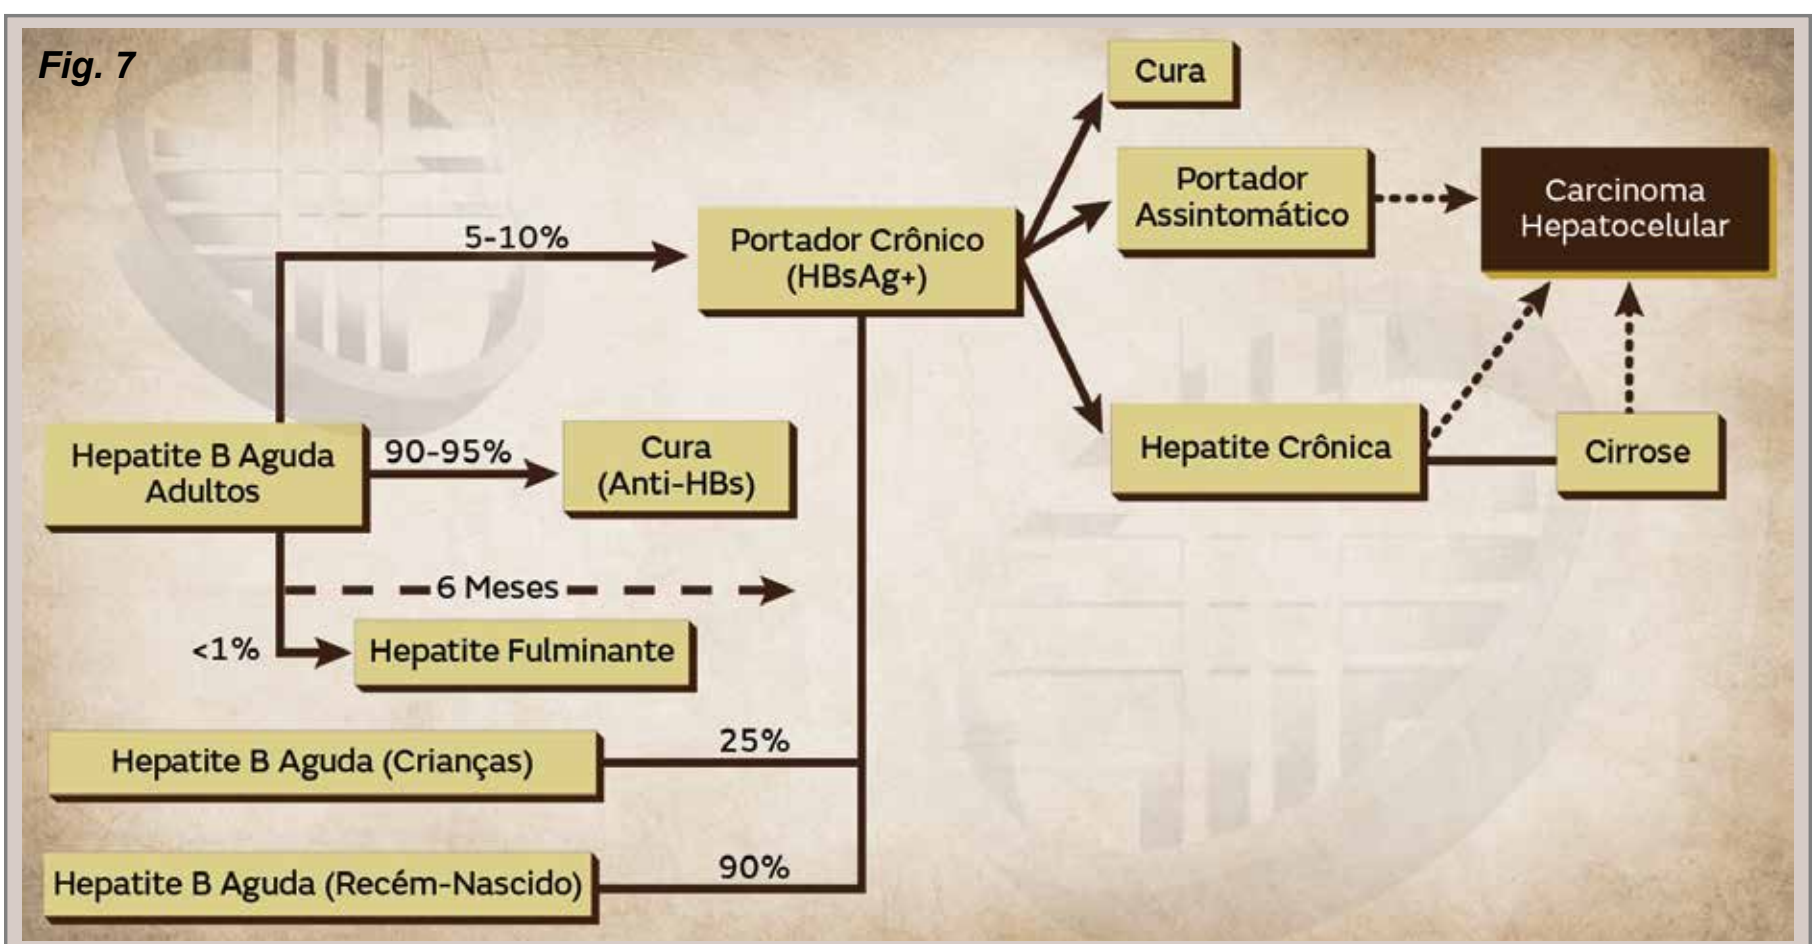 Fig. 7
Cura
Portador
Assintomático
Carcinoma
Hepatocelular
5-10%
Portador Crônico
(HBsAg+)
Hepatite B Aguda
Adultos
90-95%
Cura
(Anti-HBs)
Hepatite Crônica
Cirrose
6 Meses
<1%
Hepatite Fulminante
Hepatite B Aguda (Crianças)
25%
Hepatite B Aguda (Recém-Nascido)
90%